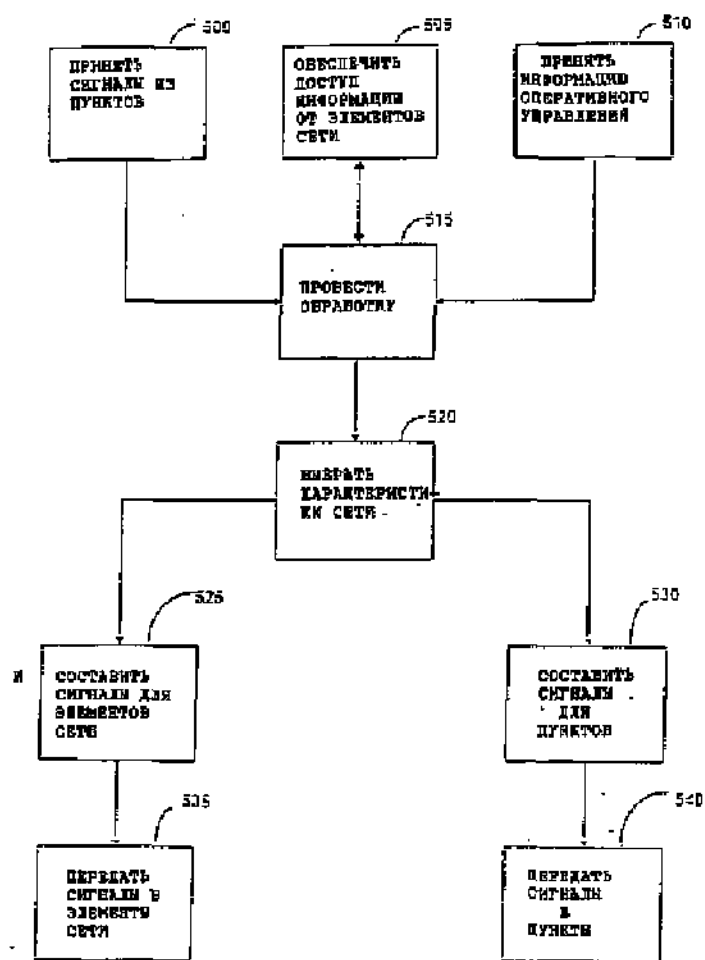 500
ПРИНЯТЬ
СИГНАЛЫ ИЗ
ПУНКТОВ
505
ОБЕСПЕЧИТЬ
ДОСТУП
ИНФОРМАЦИИ
ОТ ЭЛЕМЕНТОВ
СЕТИ
510
ПРИНЯТЬ
ИНФОРМАЦИЮ
ОПЕРАТИВНОГО
УПРАВЛЕНИЯ
515
ПРОВЕСТИ
ОБРАБОТКУ
520
ВЫБРАТЬ
ХАРАКТЕРИСТИ-
КИ СЕТИ
525
И
СОСТАВИТЬ
СИГНАЛЫ ДЛЯ
ЭЛЕМЕНТОВ
СЕТИ
530
СОСТАВИТЬ
СИГНАЛЫ
ДЛЯ
ПУНКТОВ
535
ПЕРЕДАТЬ
СИГНАЛЫ В
ЭЛЕМЕНТЫ
СЕТИ
540
ПЕРЕДАТЬ
СИГНАЛЫ
В
ПУНКТЫ